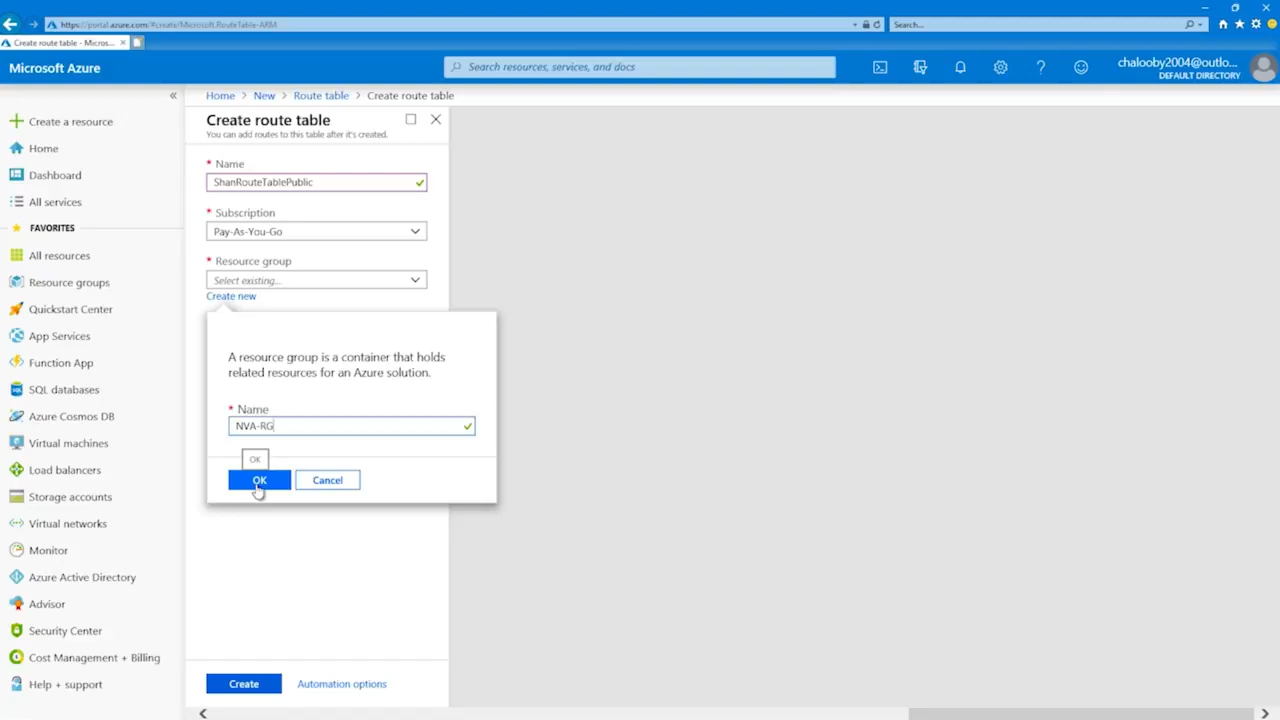 https://portal.azure.com/#create/Microsoft.RouteTable-ARM
Search...
Create route table - Micros...
Microsoft Azure
Search resources, services, and docs
chalooby2004@outlo...
DEFAULT DIRECTORY
Home > New > Route table > Create route table
Create a resource
Home
Dashboard
All services
FAVORITES
All resources
Resource groups
Quickstart Center
App Services
Function App
SQL databases
Azure Cosmos DB
Virtual machines
Load balancers
Storage accounts
Virtual networks
Monitor
Azure Active Directory
Advisor
Security Center
Cost Management + Billing
Help + support
Create route table
You can add routes to this table after it's created.
* Name
ShanRouteTablePublic
* Subscription
Pay-As-You-Go
* Resource group
Select existing...
Create new
A resource group is a container that holds
related resources for an Azure solution.
* Name
NVA-RG
OK
OK
Cancel
Create
Automation options